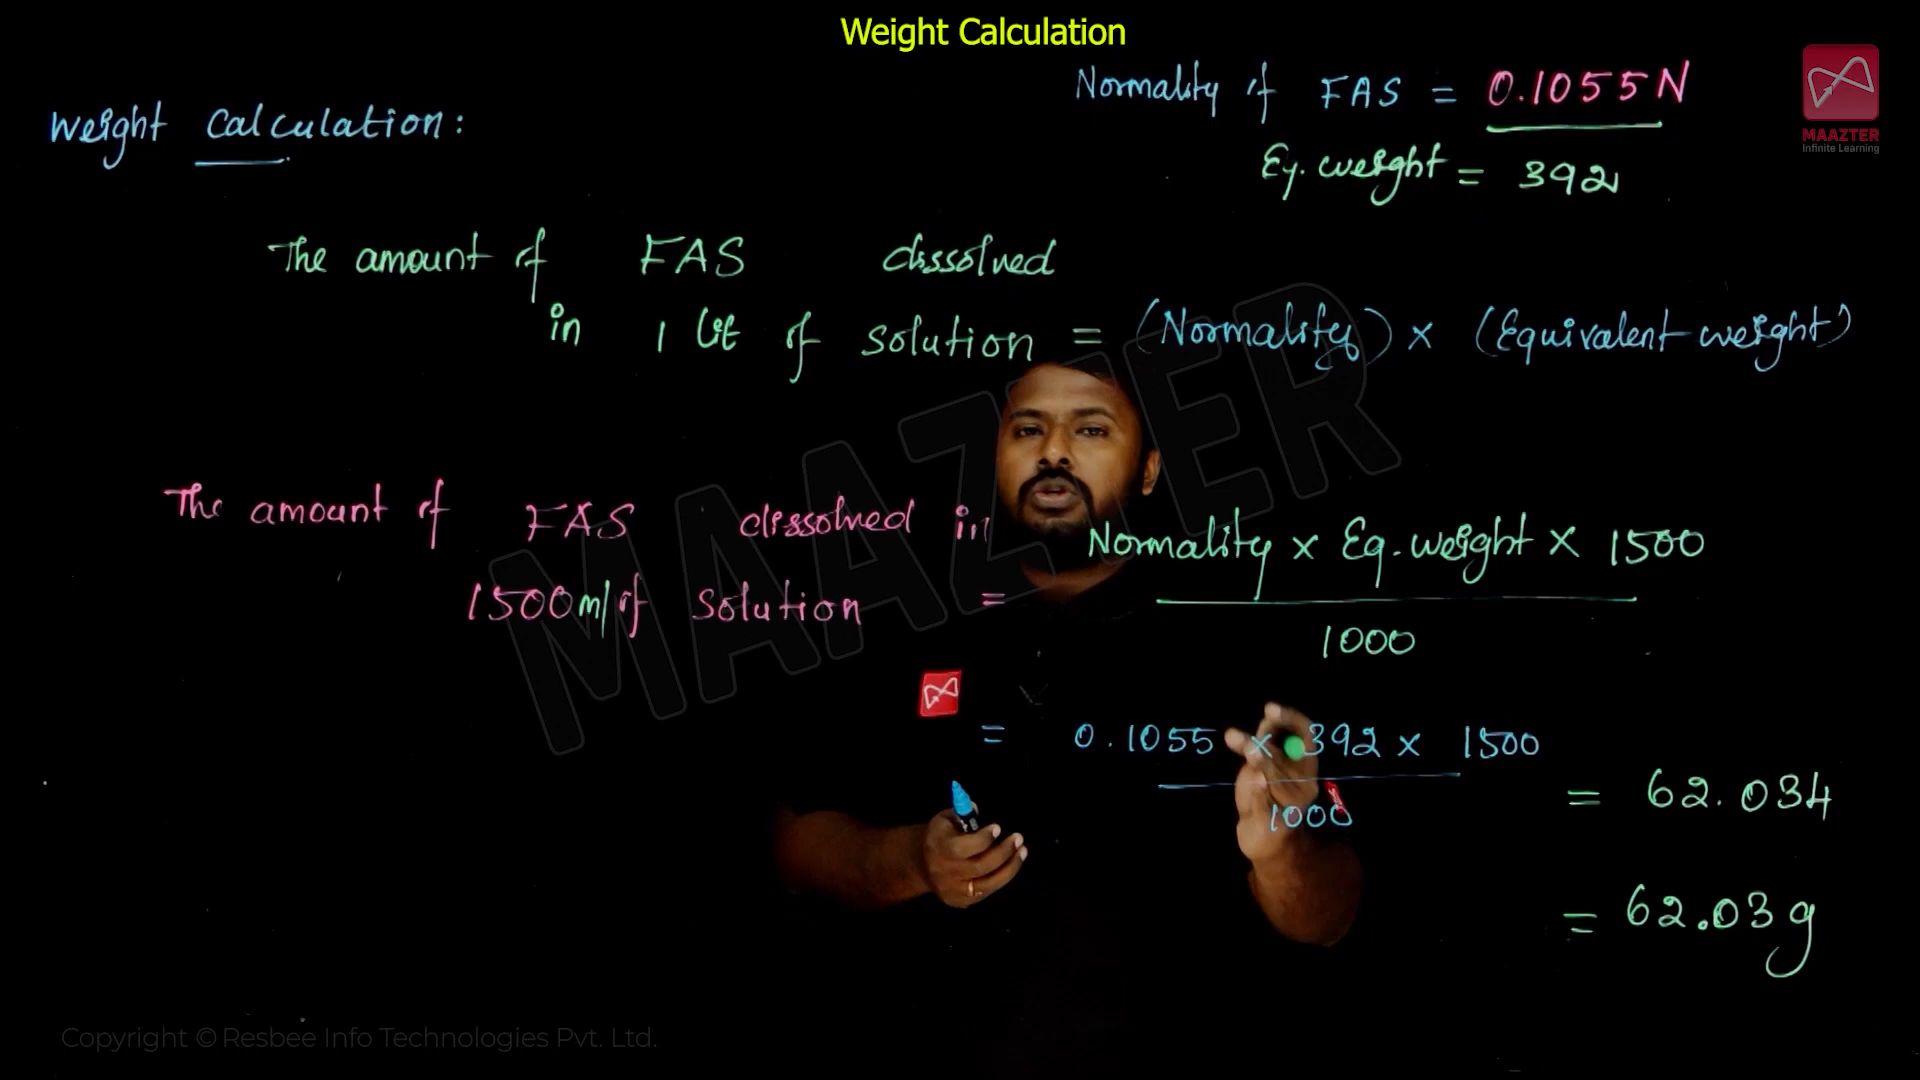 Weight Calculation
Normality of FAS = 0.1055N
MAAZTER
Infinite Learning
Weight Calculation:
Eq. weight = 392
The amount of FAS dissolved
in 1 lit of solution = (Normality) x (Equivalent weight)
The amount of FAS dissolved in
1500ml of solution = Normality x Eq. weight x 1500
1000
MAAZTER
= 0.1055 x 392 x 1500
1000
= 62.034
= 62.03g
Copyright © Resbee Info Technologies Pvt. Ltd.